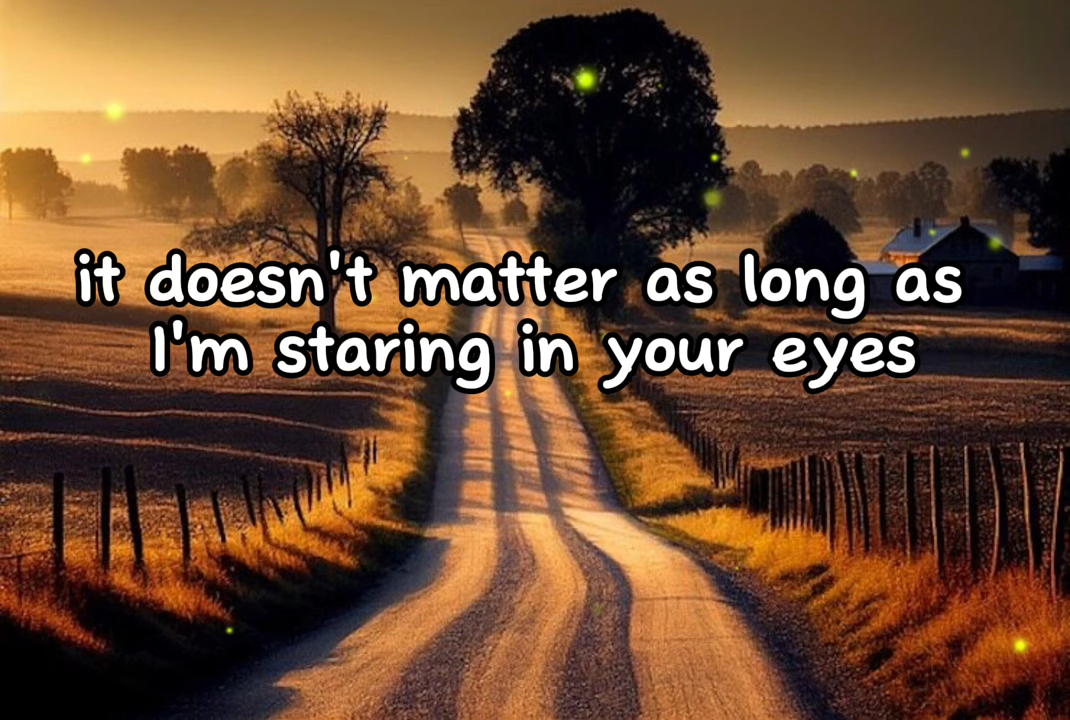 it doesn't matter as long as
I'm staring in your eyes